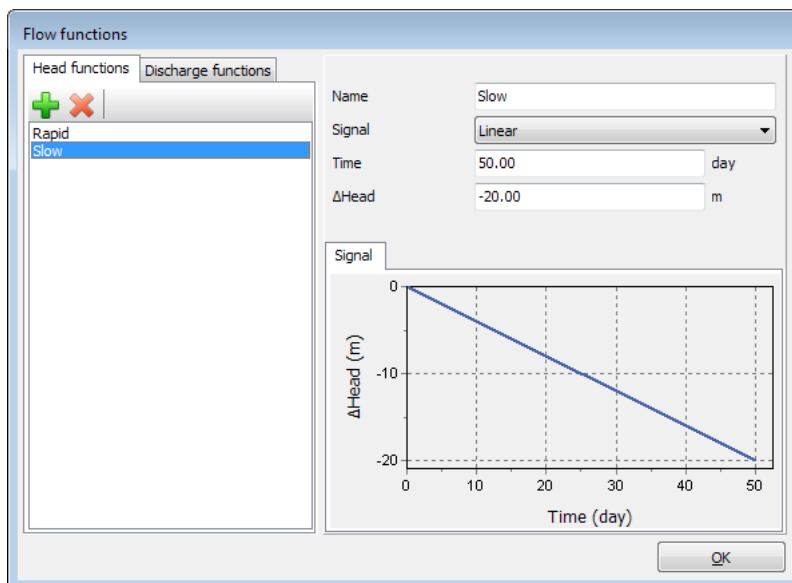 Flow functions
Head functions
Discharge functions
Rapid
Slow
Name
Slow
Signal
Linear
Time
50.00
day
ΔHead
-20.00
m
Signal
ΔHead (m)
0
-10
-20
0
10
20
30
40
50
Time (day)
OK